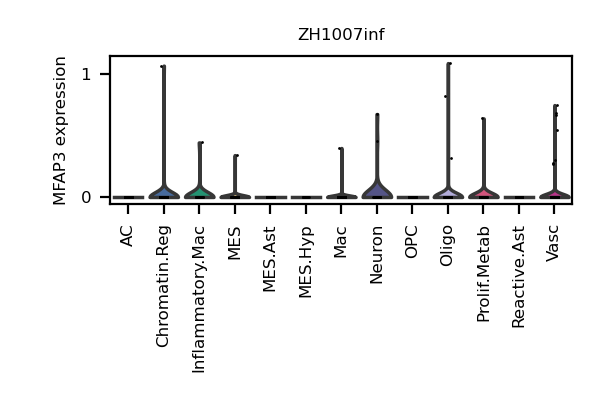 ZH1007inf
MFAP3 expression
1
0
AC
Chromatin.Reg
Inflammatory.Mac
MES
MES.Ast
MES.Hyp
Mac
Neuron
OPC
Oligo
Prolif.Metab
Reactive.Ast
Vasc